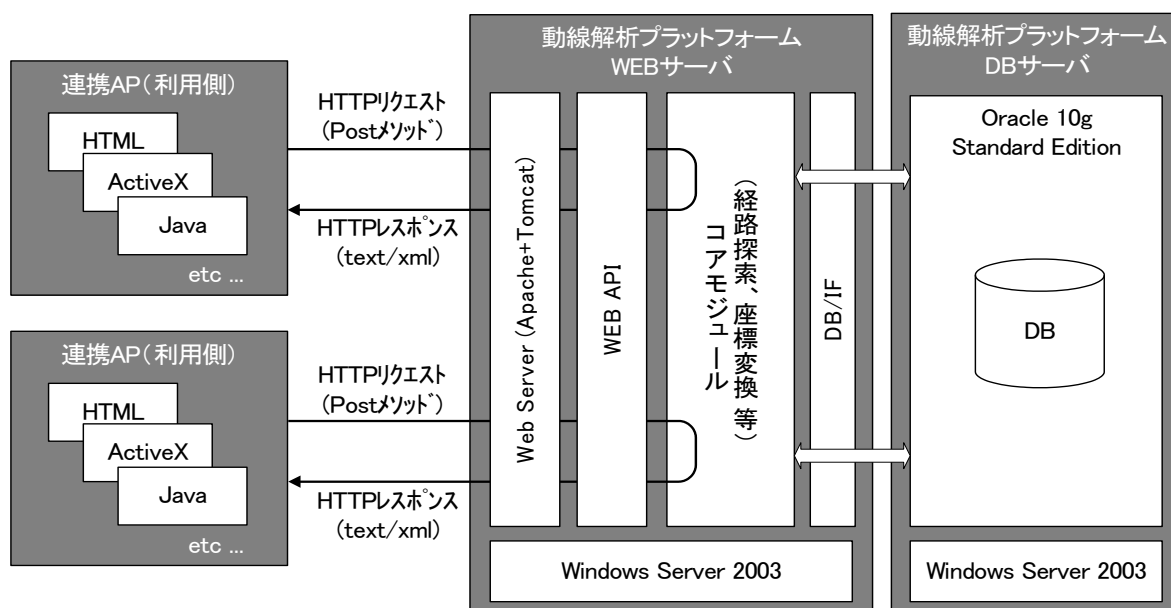 連携AP（利用側）
HTML
ActiveX
Java
etc ...
連携AP（利用側）
HTML
ActiveX
Java
etc ...
HTTPﾘｸｴｽﾄ
(Postﾒｿｯﾄﾞ)
HTTPﾚｽﾎﾟﾝｽ
(text/xml)
HTTPﾘｸｴｽﾄ
(Postﾒｿｯﾄﾞ)
HTTPﾚｽﾎﾟﾝｽ
(text/xml)
動線解析プラットフォーム
WEBサーバ
Web Server (Apache+Tomcat)
WEB API
コアモジュール
（経路探索、座標変換 等）
DB/IF
Windows Server 2003
動線解析プラットフォーム
DBサーバ
Oracle 10g
Standard Edition
DB
Windows Server 2003